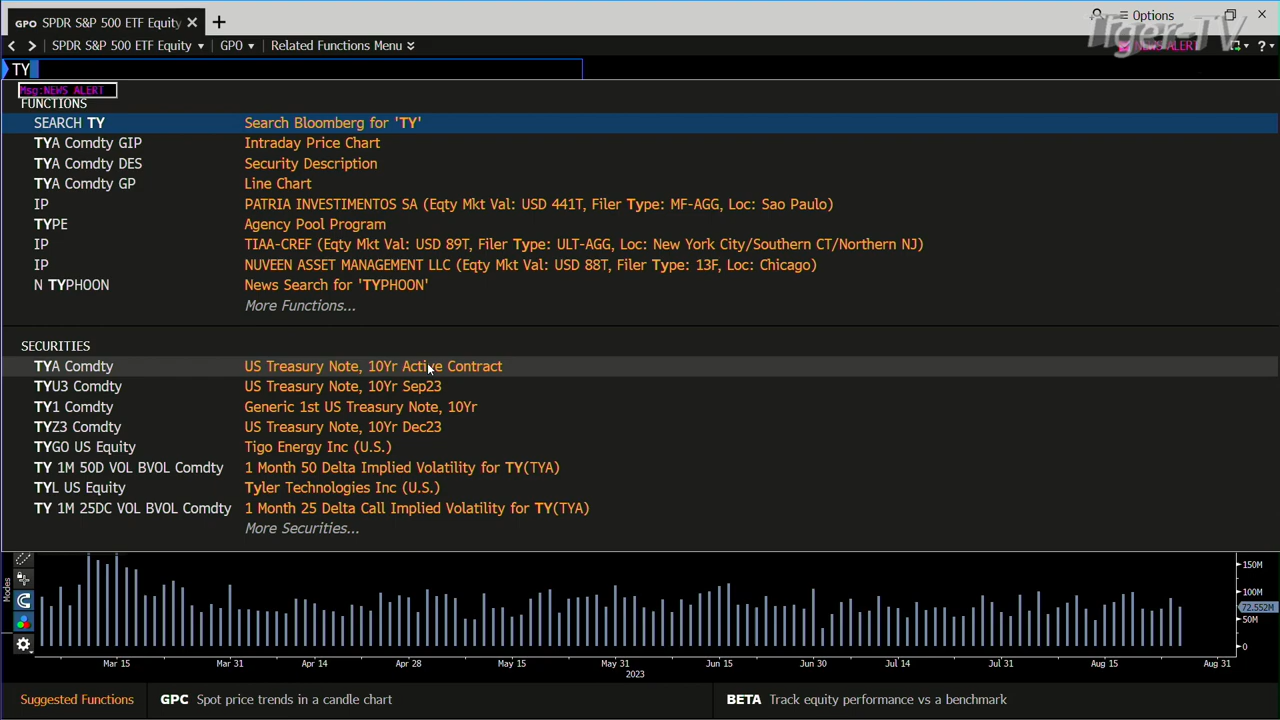 GPO SPDR S&P 500 ETF Equity
Options
Tiger-TV
SPDR S&P 500 ETF Equity GPO Related Functions Menu
NEWS ALERT
?
TY
Msg:NEWS ALERT
FUNCTIONS
SEARCH TY Search Bloomberg for 'TY'
TYA Comdty GIP Intraday Price Chart
TYA Comdty DES Security Description
TYA Comdty GP Line Chart
IP PATRIA INVESTIMENTOS SA (Eqty Mkt Val: USD 441T, Filer Type: MF-AGG, Loc: Sao Paulo)
TYPE Agency Pool Program
IP TIAA-CREF (Eqty Mkt Val: USD 89T, Filer Type: ULT-AGG, Loc: New York City/Southern CT/Northern NJ)
IP NUVEEN ASSET MANAGEMENT LLC (Eqty Mkt Val: USD 88T, Filer Type: 13F, Loc: Chicago)
N TYPHOON News Search for 'TYPHOON'
More Functions...
SECURITIES
TYA Comdty US Treasury Note, 10Yr Active Contract
TYU3 Comdty US Treasury Note, 10Yr Sep23
TY1 Comdty Generic 1st US Treasury Note, 10Yr
TYZ3 Comdty US Treasury Note, 10Yr Dec23
TYGO US Equity Tigo Energy Inc (U.S.)
TY 1M 50D VOL BVOL Comdty 1 Month 50 Delta Implied Volatility for TY(TYA)
TYL US Equity Tyler Technologies Inc (U.S.)
TY 1M 25DC VOL BVOL Comdty 1 Month 25 Delta Call Implied Volatility for TY(TYA)
More Securities...
Modes
150M
100M
72.552M
50M
0
Mar 15 Mar 31 Apr 14 Apr 28 May 15 May 31 Jun 15 Jun 30 Jul 14 Jul 31 Aug 15 Aug 31
2023
Suggested Functions GPC Spot price trends in a candle chart BETA Track equity performance vs a benchmark